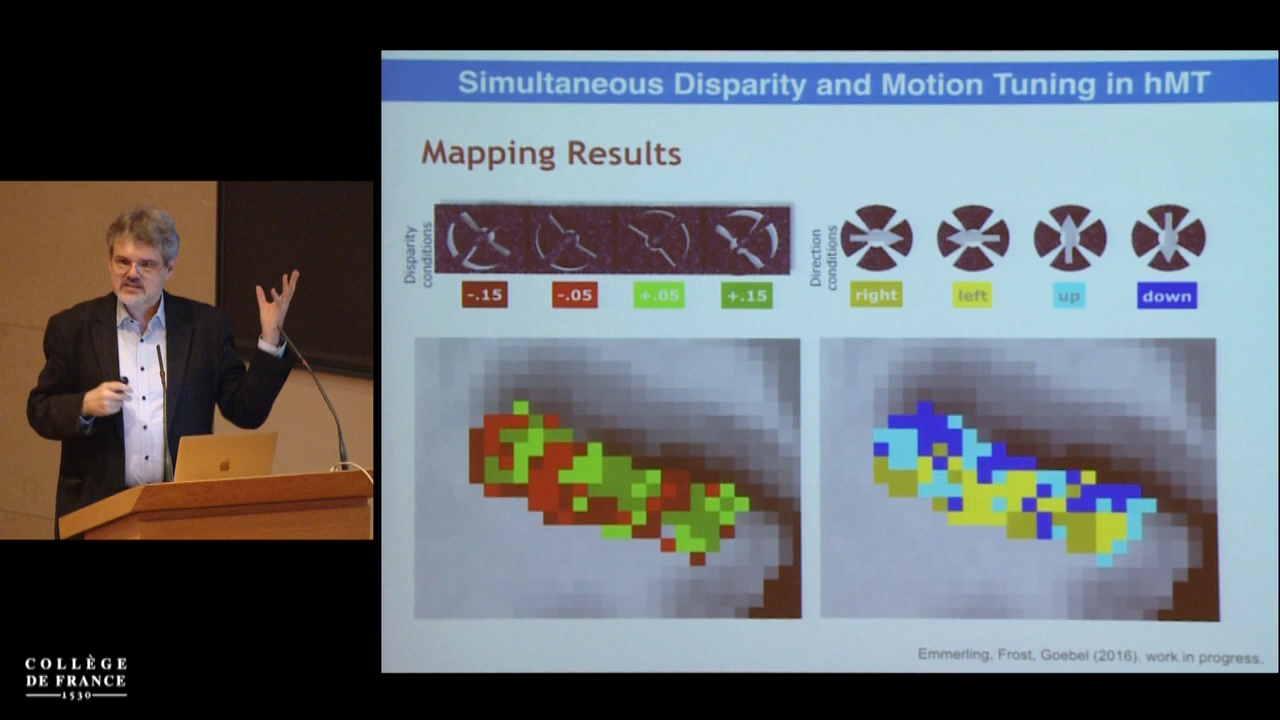 Simultaneous Disparity and Motion Tuning in hMT
Mapping Results
Disparity
conditions
-.15
-.05
+.05
+.15
Direction
conditions
right
left
up
down
Emmerling, Frost, Goebel (2016). work in progress.
COLLÈGE
DE FRANCE
1530